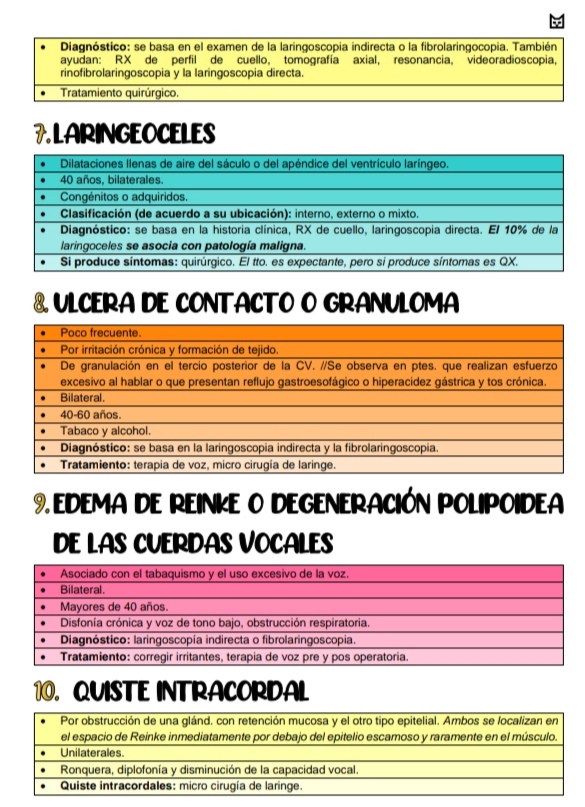 • Diagnóstico: se basa en el examen de la laringoscopia indirecta o la fibrolaringocopia. También
ayudan: RX de perfil de cuello, tomografía axial, resonancia, videoradioscopia,
rinofibrolaringoscopia y la laringoscopia directa.
• Tratamiento quirúrgico.
7. LARINGEOCELES
• Dilataciones llenas de aire del sáculo o del apéndice del ventrículo laríngeo.
• 40 años, bilaterales.
• Congénitos o adquiridos.
• Clasificación (de acuerdo a su ubicación): interno, externo o mixto.
• Diagnóstico: se basa en la historia clínica, RX de cuello, laringoscopia directa. El 10% de la
laringoceles se asocia con patología maligna.
• Si produce síntomas: quirúrgico. El tto. es expectante, pero si produce síntomas es QX.
8. ULCERA DE CONTACTO O GRANULOMA
• Poco frecuente.
• Por irritación crónica y formación de tejido.
• De granulación en el tercio posterior de la CV. //Se observa en ptes. que realizan esfuerzo
excesivo al hablar o que presentan reflujo gastroesofágico o hiperacidez gástrica y tos crónica.
• Bilateral.
• 40-60 años.
• Tabaco y alcohol.
• Diagnóstico: se basa en la laringoscopia indirecta y la fibrolaringoscopia.
• Tratamiento: terapia de voz, micro cirugía de laringe.
9. EDEMA DE REINKE O DEGENERACIÓN POLIPOIDEA
DE LAS CUERDAS VOCALES
• Asociado con el tabaquismo y el uso excesivo de la voz.
• Bilateral.
• Mayores de 40 años.
• Disfonía crónica y voz de tono bajo, obstrucción respiratoria.
• Diagnóstico: laringoscopía indirecta o fibrolaringoscopia.
• Tratamiento: corregir irritantes, terapia de voz pre y pos operatoria.
10. QUISTE INTRACORDAL
• Por obstrucción de una glánd. con retención mucosa y el otro tipo epitelial. Ambos se localizan en
el espacio de Reinke inmediatamente por debajo del epitelio escamoso y raramente en el músculo.
• Unilaterales.
• Ronquera, diplofonía y disminución de la capacidad vocal.
• Quiste intracordales: micro cirugía de laringe.